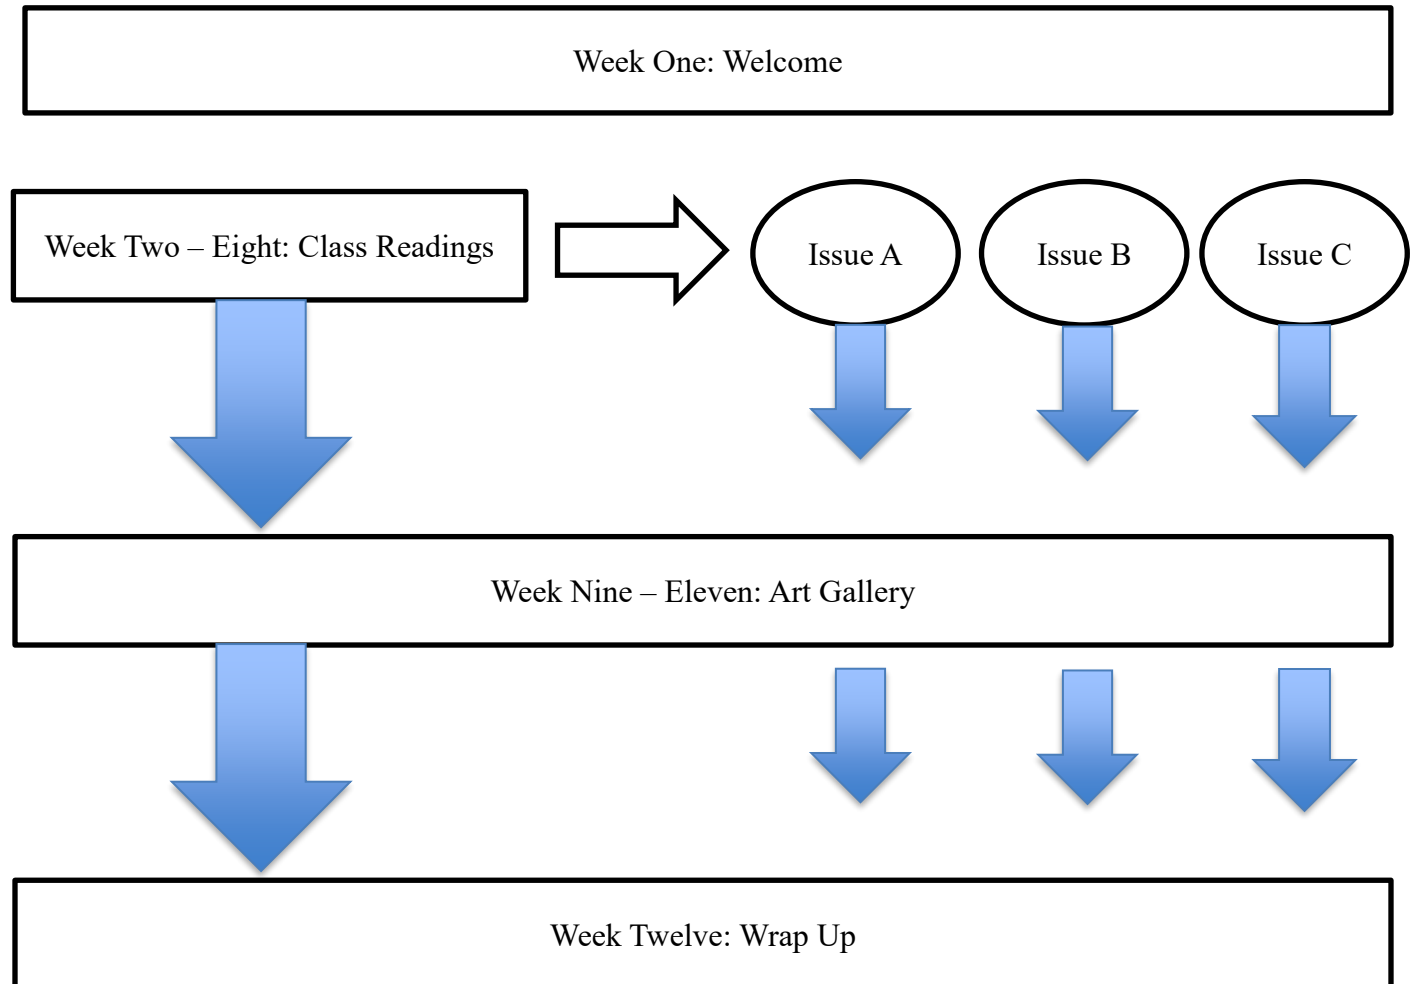 Week One: Welcome
Week Two – Eight: Class Readings
Issue A
Issue B
Issue C
Week Nine – Eleven: Art Gallery
Week Twelve: Wrap Up